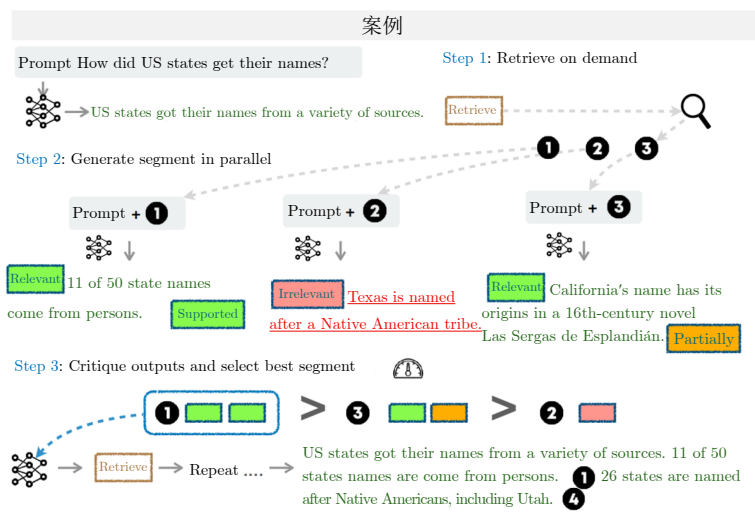 案例
Prompt How did US states get their names?
Step 1: Retrieve on demand
US states got their names from a variety of sources.
Retrieve
1 2 3
Step 2: Generate segment in parallel
Prompt + 1
Prompt + 2
Prompt + 3
Relevant 11 of 50 state names
come from persons. Supported
Irrelevant Texas is named
after a Native American tribe.
Relevant California's name has its
origins in a 16th-century novel
Las Sergas de Esplandián. Partially
Step 3: Critique outputs and select best segment
1 > 3 > 2
Retrieve
Repeat ....
US states got their names from a variety of sources. 11 of 50
states names are come from persons. 1 26 states are named
after Native Americans, including Utah. 4